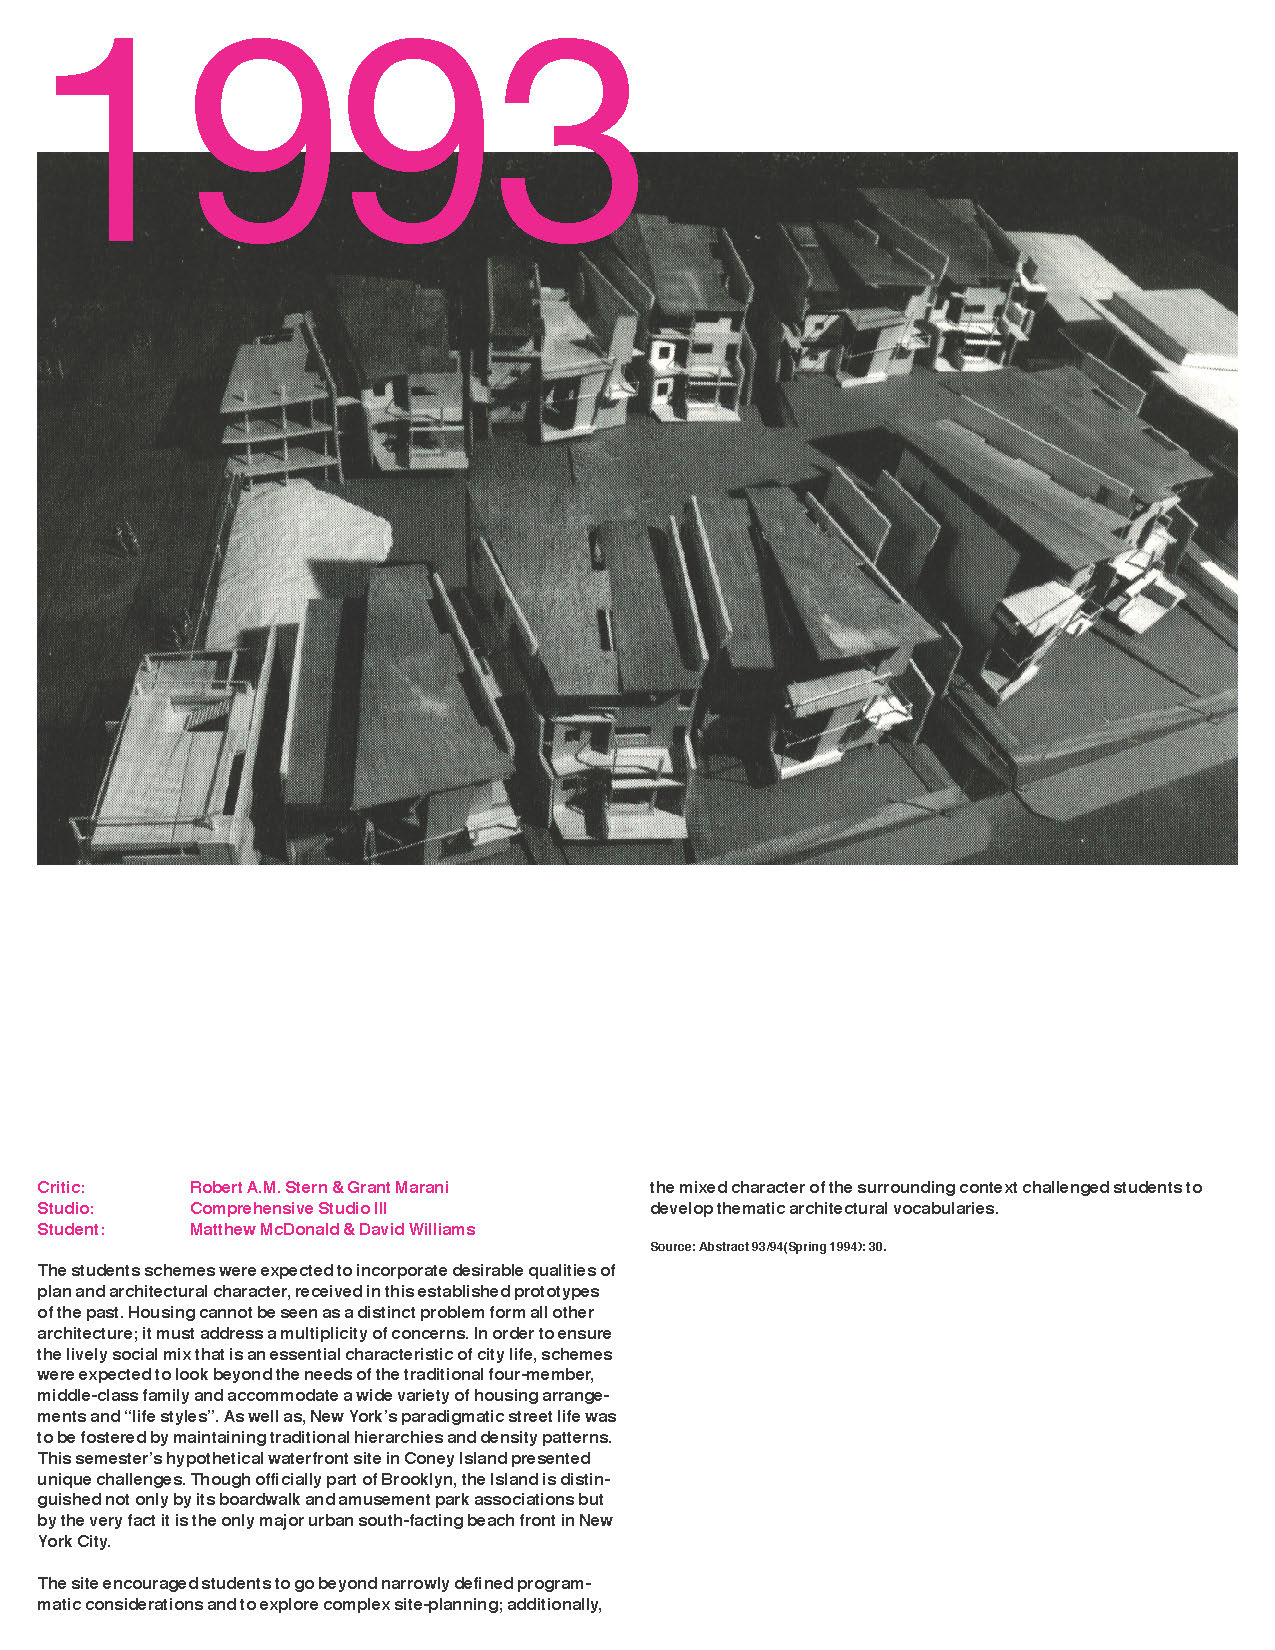 1993
Critic: Robert A.M. Stern & Grant Marani
Studio: Comprehensive Studio III
Student: Matthew McDonald & David Williams
The students schemes were expected to incorporate desirable qualities of
plan and architectural character, received in this established prototypes
of the past. Housing cannot be seen as a distinct problem form all other
architecture; it must address a multiplicity of concerns. In order to ensure
the lively social mix that is an essential characteristic of city life, schemes
were expected to look beyond the needs of the traditional four-member,
middle-class family and accommodate a wide variety of housing arrange-
ments and “life styles”. As well as, New York’s paradigmatic street life was
to be fostered by maintaining traditional hierarchies and density patterns.
This semester’s hypothetical waterfront site in Coney Island presented
unique challenges. Though officially part of Brooklyn, the Island is distin-
guished not only by its boardwalk and amusement park associations but
by the very fact it is the only major urban south-facting beach front in New
York City.
The site encouraged students to go beyond narrowly defined program-
matic considerations and to explore complex site-planning; additionally,
the mixed character of the surrounding context challenged students to
develop thematic architectural vocabularies.
Source: Abstract 93/94(Spring 1994): 30.